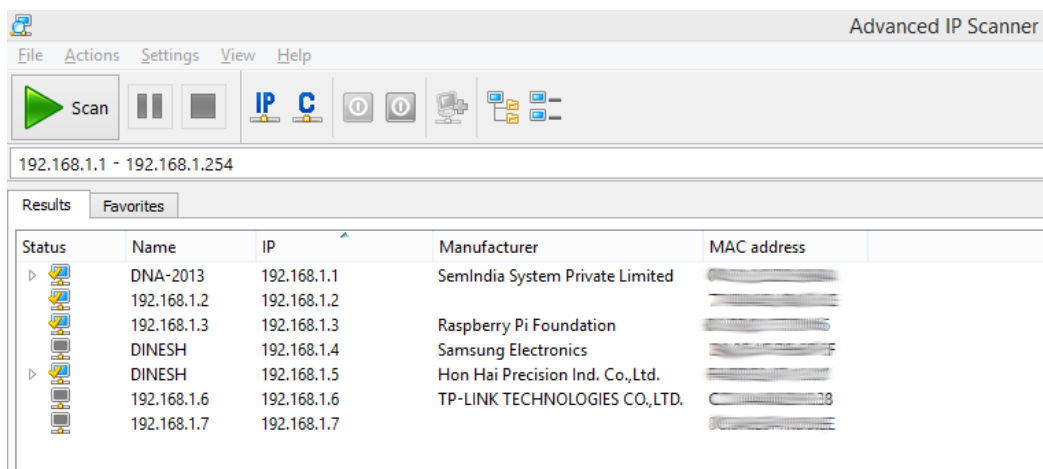 Advanced IP Scanner
File Actions Settings View Help
Scan IP C
192.168.1.1 - 192.168.1.254
Results Favorites
Status Name IP Manufacturer MAC address
DNA-2013 192.168.1.1 SemIndia System Private Limited
192.168.1.2 192.168.1.2
192.168.1.3 192.168.1.3 Raspberry Pi Foundation
DINESH 192.168.1.4 Samsung Electronics
DINESH 192.168.1.5 Hon Hai Precision Ind. Co.,Ltd.
192.168.1.6 192.168.1.6 TP-LINK TECHNOLOGIES CO.,LTD.
192.168.1.7 192.168.1.7